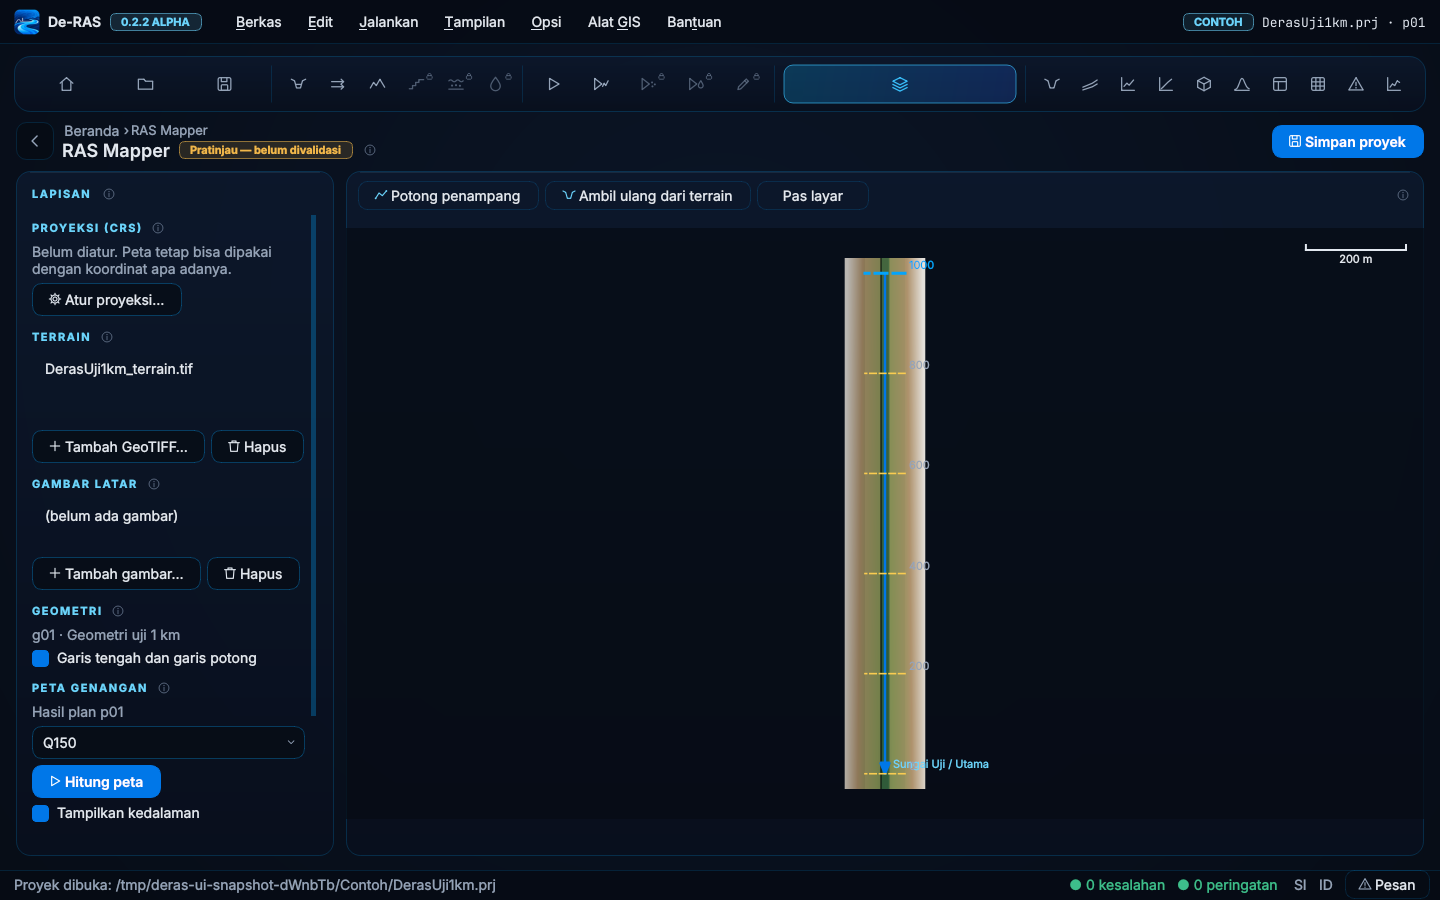 De-RAS 0.2.2 ALPHA Berkas Edit Jalankan Tampilan Opsi Alat GIS Bantuan CONTOH DerasUji1km.prj · p01
Beranda › RAS Mapper
RAS Mapper Pratinjau — belum divalidasi
Simpan proyek
LAPISAN
PROYEKSI (CRS)
Belum diatur. Peta tetap bisa dipakai
dengan koordinat apa adanya.
Atur proyeksi...
TERRAIN
DerasUji1km_terrain.tif
+ Tambah GeoTIFF... Hapus
GAMBAR LATAR
(belum ada gambar)
+ Tambah gambar... Hapus
GEOMETRI
g01 · Geometri uji 1 km
Garis tengah dan garis potong
PETA GENANGAN
Hasil plan p01
Q150
Hitung peta
Tampilkan kedalaman
Potong penampang Ambil ulang dari terrain Pas layar
200 m
1000
800
600
400
200
Sungai Uji / Utama
Proyek dibuka: /tmp/deras-ui-snapshot-dWnbTb/Contoh/DerasUji1km.prj
0 kesalahan 0 peringatan SI ID Pesan